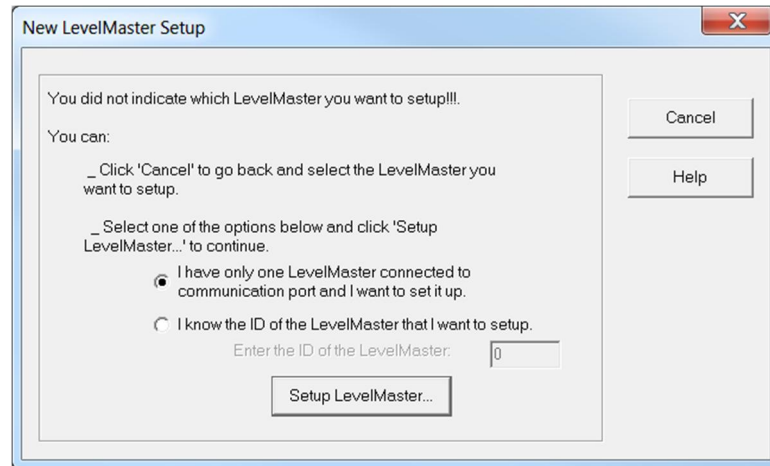 New LevelMaster Setup
X
You did not indicate which LevelMaster you want to setup!!!.
Cancel
You can:
_ Click 'Cancel' to go back and select the LevelMaster you
want to setup.
Help
_ Select one of the options below and click 'Setup
LevelMaster...' to continue.
I have only one LevelMaster connected to
communication port and I want to set it up.
I know the ID of the LevelMaster that I want to setup.
Enter the ID of the LevelMaster: 0
Setup LevelMaster...